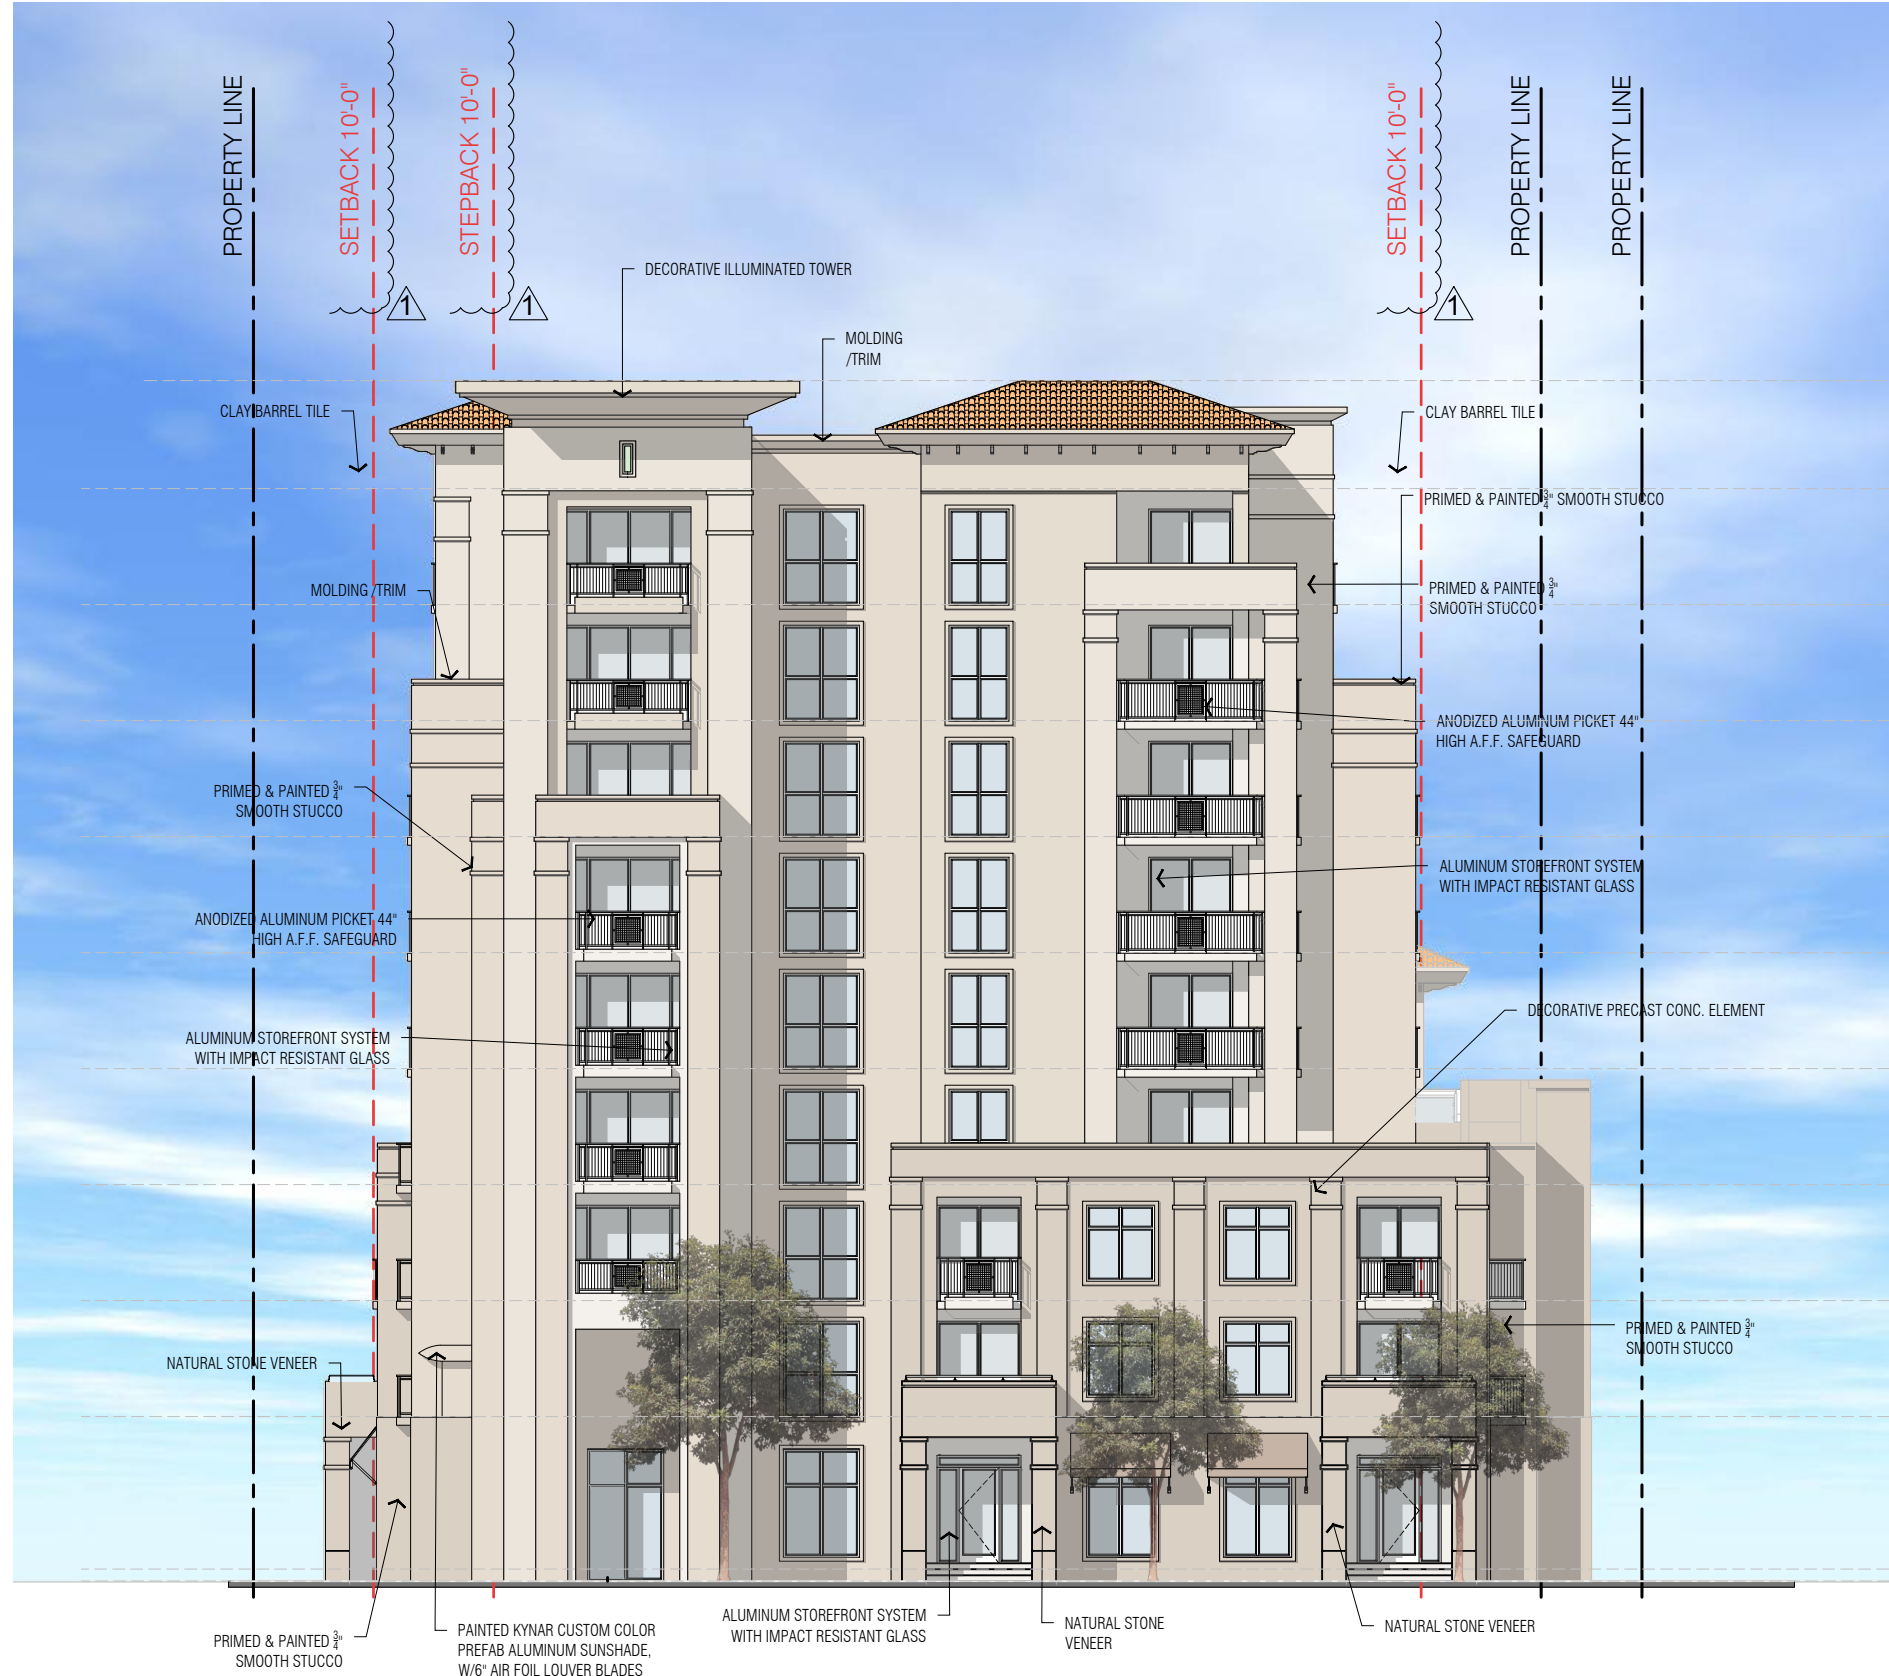 PROPERTY LINE
SETBACK 10'-0"
STEPBACK 10'-0"
SETBACK 10'-0"
PROPERTY LINE
PROPERTY LINE
1
1
1
DECORATIVE ILLUMINATED TOWER
MOLDING
/TRIM
CLAY BARREL TILE
CLAY BARREL TILE
PRIMED & PAINTED 3/4" SMOOTH STUCCO
MOLDING /TRIM
PRIMED & PAINTED 3/4"
SMOOTH STUCCO
ANODIZED ALUMINUM PICKET 44"
HIGH A.F.F. SAFEGUARD
PRIMED & PAINTED 3/4"
SMOOTH STUCCO
ALUMINUM STOREFRONT SYSTEM
WITH IMPACT RESISTANT GLASS
ANODIZED ALUMINUM PICKET 44"
HIGH A.F.F. SAFEGUARD
DECORATIVE PRECAST CONC. ELEMENT
ALUMINUM STOREFRONT SYSTEM
WITH IMPACT RESISTANT GLASS
PRIMED & PAINTED 3/4"
SMOOTH STUCCO
NATURAL STONE VENEER
PRIMED & PAINTED 3/4"
SMOOTH STUCCO
PAINTED KYNAR CUSTOM COLOR
PREFAB ALUMINUM SUNSHADE,
W/6" AIR FOIL LOUVER BLADES
ALUMINUM STOREFRONT SYSTEM
WITH IMPACT RESISTANT GLASS
NATURAL STONE
VENEER
NATURAL STONE VENEER